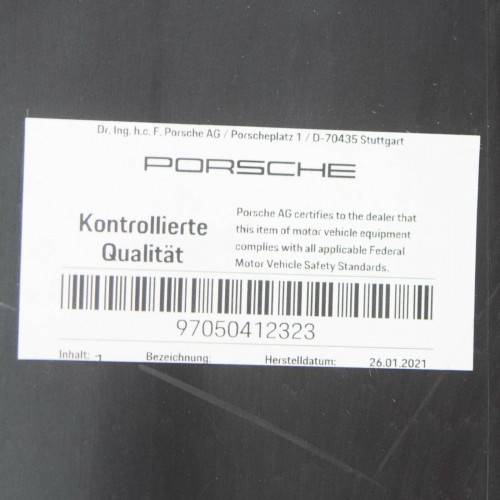 Dr. Ing. h.c. F. Porsche AG / Porscheplatz 1 / D-70435 Stuttgart
PORSCHE
Kontrollierte
Qualität
Porsche AG certifies to the dealer that
this item of motor vehicle equipment
complies with all applicable Federal
Motor Vehicle Safety Standards.
97050412323
Inhalt: 1 Bezeichnung: Herstelldatum: 26.01.2021